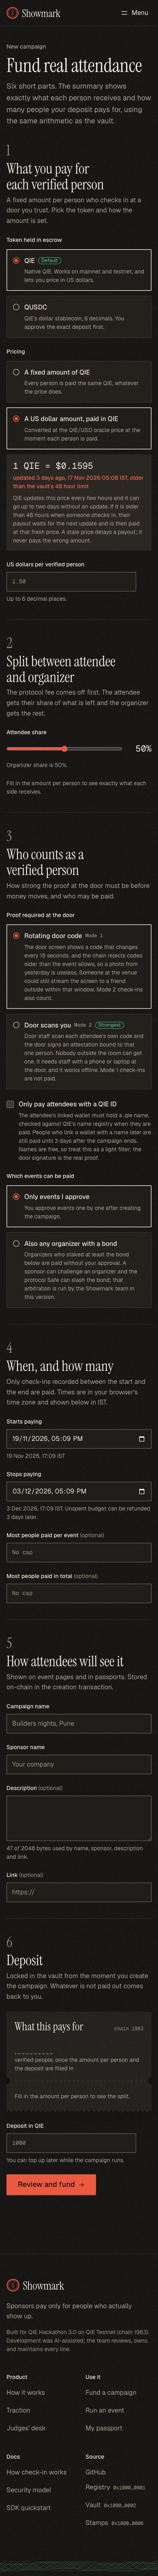 Showmark
Menu
New campaign
Fund real attendance
Six short parts. The summary shows
exactly what each person receives and how
many people your deposit pays for, using
the same arithmetic as the vault.
1
What you pay for
each verified person
A fixed amount per person who checks in at a
door you trust. Pick the token and how the
amount is set.
Token held in escrow
QIE Default
Native QIE. Works on mainnet and testnet, and
lets you pay in US dollar prices.
QUSDC
QIE's dollar stablecoin, 6 decimals. You
approve the exact deposit first.
Pricing
A fixed amount of QIE
Every person is paid the same QIE, whatever
the price does.
A US dollar amount, paid in QIE
Converted at the QIE/USD oracle price at the
moment each person is paid.
1 QIE = $0.1595
updated 3 days ago, 17 Nov 2026 05:08 IST, older
than the vault's 48 hour limit
QIE updates this price every few hours and it can
go up to two days without an update. If it is older
than 48 hours when someone checks in, their
payout waits for the next update and is then paid
at that price. A stale price delays a payout; it
never pays the wrong amount.
US dollars per verified person
1.50
Up to 6 decimal places.
2
Split between attendee
and organizer
The protocol fee comes off first. The attendee
gets their share of what is left and the organizer
gets the rest.
Attendee share
50%
Organizer share is 50%.
Fill in the amount per person to see exactly what each
side receives.
3
Who counts as a
verified person
How strong the proof at the door must be before
money moves, and who may be paid.
Proof required at the door
Rotating door code Mode 1
The door screen shows a code that changes
every 15 seconds, and the chain rejects codes
older than that window, so a photo from
yesterday is useless. Someone at the venue
could still stream the screen to a friend
outside within that window. Mode 2 check-ins
also count.
Door scans you Mode 2 Strongest
Door staff scan each attendee's own code
and the door signs an attestation bound to that
one person. Nobody outside the room can get
one. It needs staff with a phone or laptop at
the door, and it works offline. Mode 1 check-ins
are not paid.
Only pay attendees with a QIE ID
The attendee's linked wallet must hold a .qie name,
checked against QIE's name registry when they are
paid. People who link a wallet with a name later are
still paid until 3 days after the campaign ends.
Names are free, so treat this as a light filter; the
door signature is the real proof.
Which events can be paid
Only events I approve
You approve events one by one after creating
the campaign.
Also any organizer with a bond
Organizers who staked at least the bond
below are paid without your approval. A
sponsor can challenge an organizer and the
protocol Safe can slash the bond; that
arbitration is run by the Showmark team in
this version.
4
When, and how many
Only check-ins recorded between the start and
the end are paid. Times are in your browser's
time zone and shown below in IST.
Starts paying
19/11/2026, 05:09 PM
19 Nov 2026, 17:09 IST
Stops paying
03/12/2026, 05:09 PM
3 Dec 2026, 17:09 IST. Unspent budget can be refunded
3 days later.
Most people paid per event (optional)
No cap
Most people paid in total (optional)
No cap
5
How attendees will see it
Shown on event pages and in passports. Stored
on-chain in the creation transaction.
Campaign name
Builders nights, Pune
Sponsor name
Your company
Description (optional)
47 of 2048 bytes used by name, sponsor, description
and link.
Link (optional)
https://
6
Deposit
Locked in the vault from the moment you create
the campaign. Whatever is not paid out comes
back to you.
What this pays for
chain 1983
verified people, once the amount per person and
the deposit are filled in
Fill in the amount per person to see the split.
Deposit in QIE
1000
You can top up later while the campaign runs.
Review and fund →
Showmark
Sponsors pay only for people who actually
show up.
Built for QIE Hackathon 3.0 on QIE Testnet (chain 1983).
Development was AI-assisted; the team reviews, owns
and maintains every line.
Product
Use it
How it works
Fund a campaign
Traction
Run an event
Judges' desk
My passport
Docs
Source
How check-in works
GitHub
Security model
Registry 0x1000…0001
SDK quickstart
Vault 0x1000…0002
Stamps 0x1000…0006